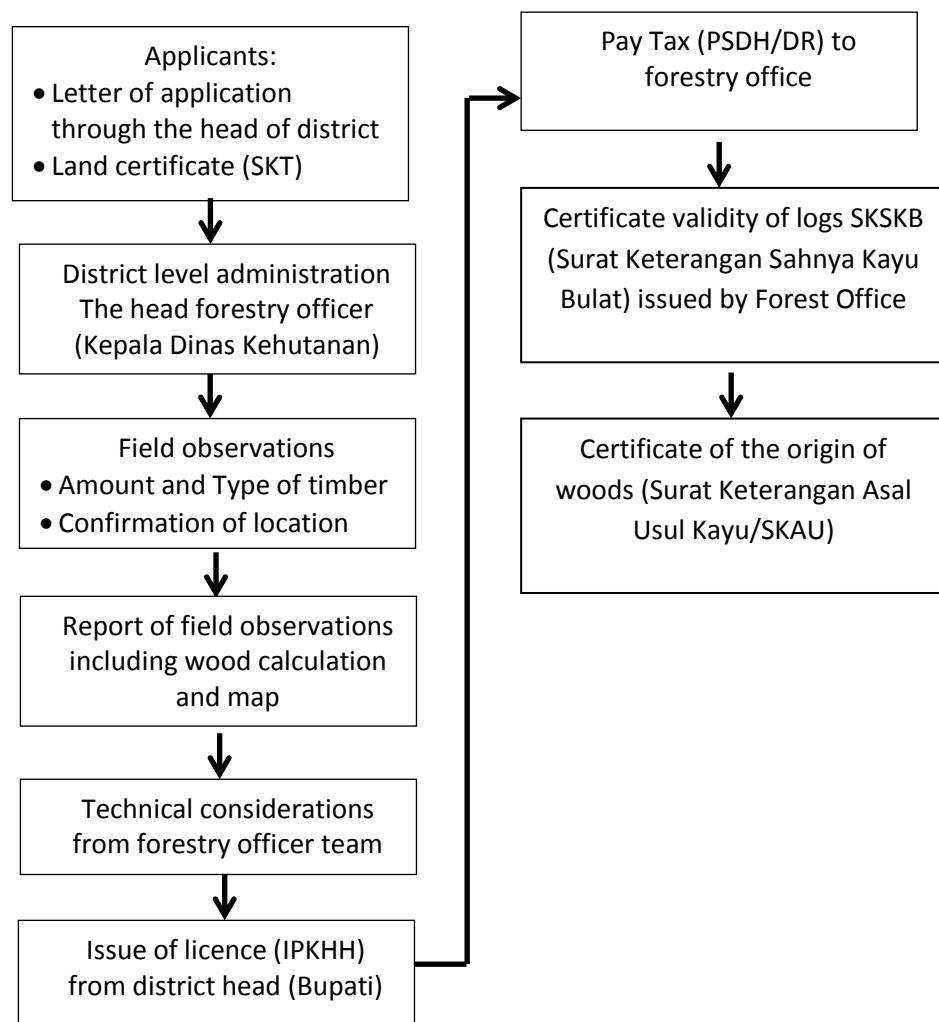 Applicants:
• Letter of application
through the head of district
• Land certificate (SKT)
District level administration
The head forestry officer
(Kepala Dinas Kehutanan)
Field observations
• Amount and Type of timber
• Confirmation of location
Report of field observations
including wood calculation
and map
Technical considerations
from forestry officer team
Issue of licence (IPKHH)
from district head (Bupati)
Pay Tax (PSDH/DR) to
forestry office
Certificate validity of logs SKSKB
(Surat Keterangan Sahnya Kayu
Bulat) issued by Forest Office
Certificate of the origin of
woods (Surat Keterangan Asal
Usul Kayu/SKAU)